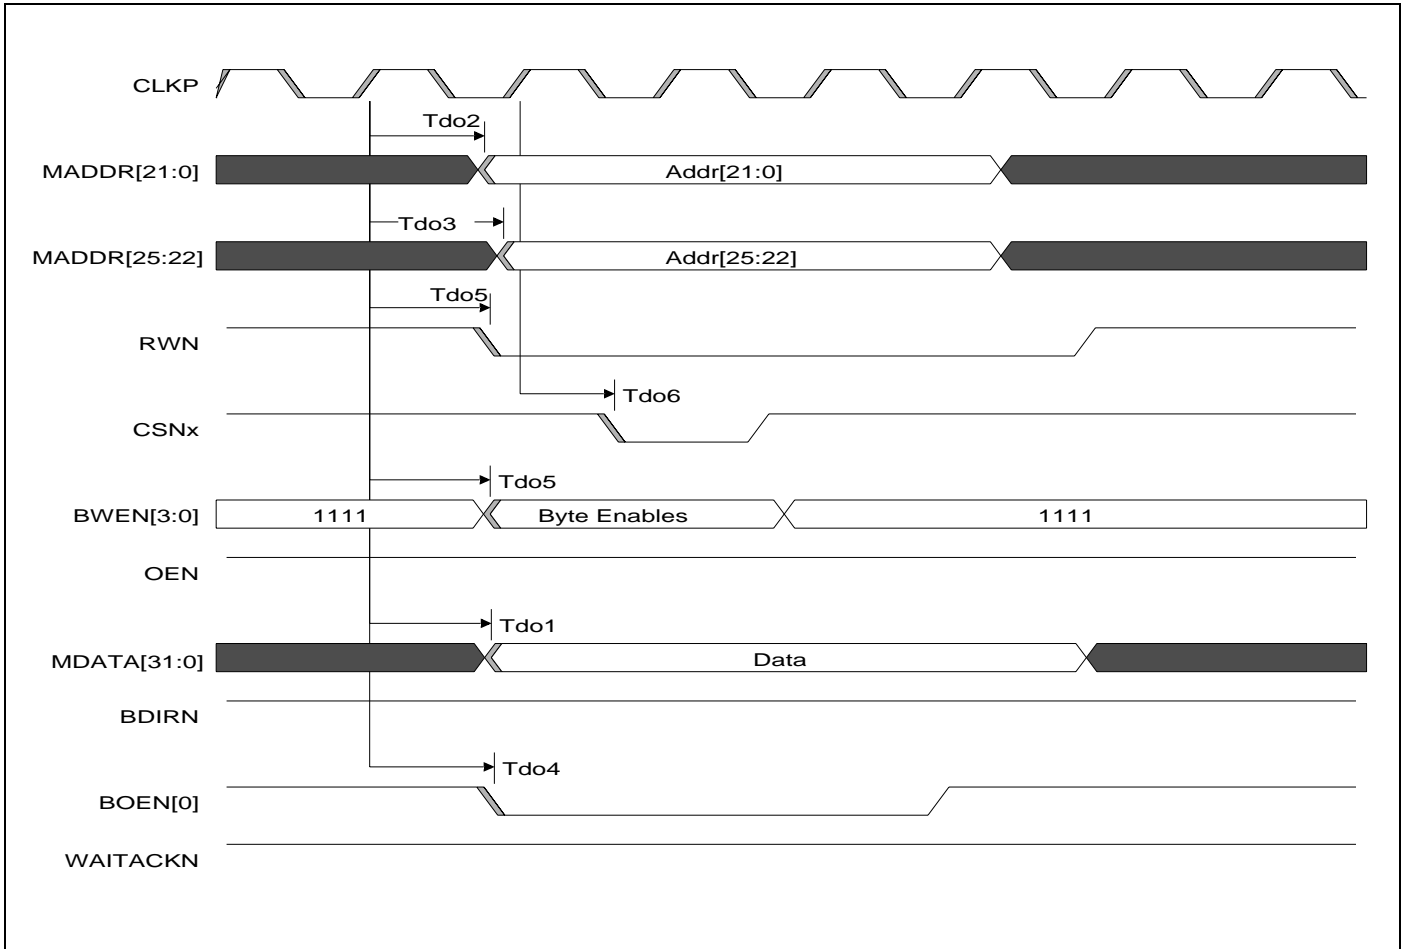 CLKP
Tdo2
MADDR[21:0] Addr[21:0]
Tdo3
MADDR[25:22] Addr[25:22]
Tdo5
RWN
Tdo6
CSNx
Tdo5
BWEN[3:0] 1111 Byte Enables 1111
OEN
Tdo1
MDATA[31:0] Data
BDIRN
Tdo4
BOEN[0]
WAITACKN